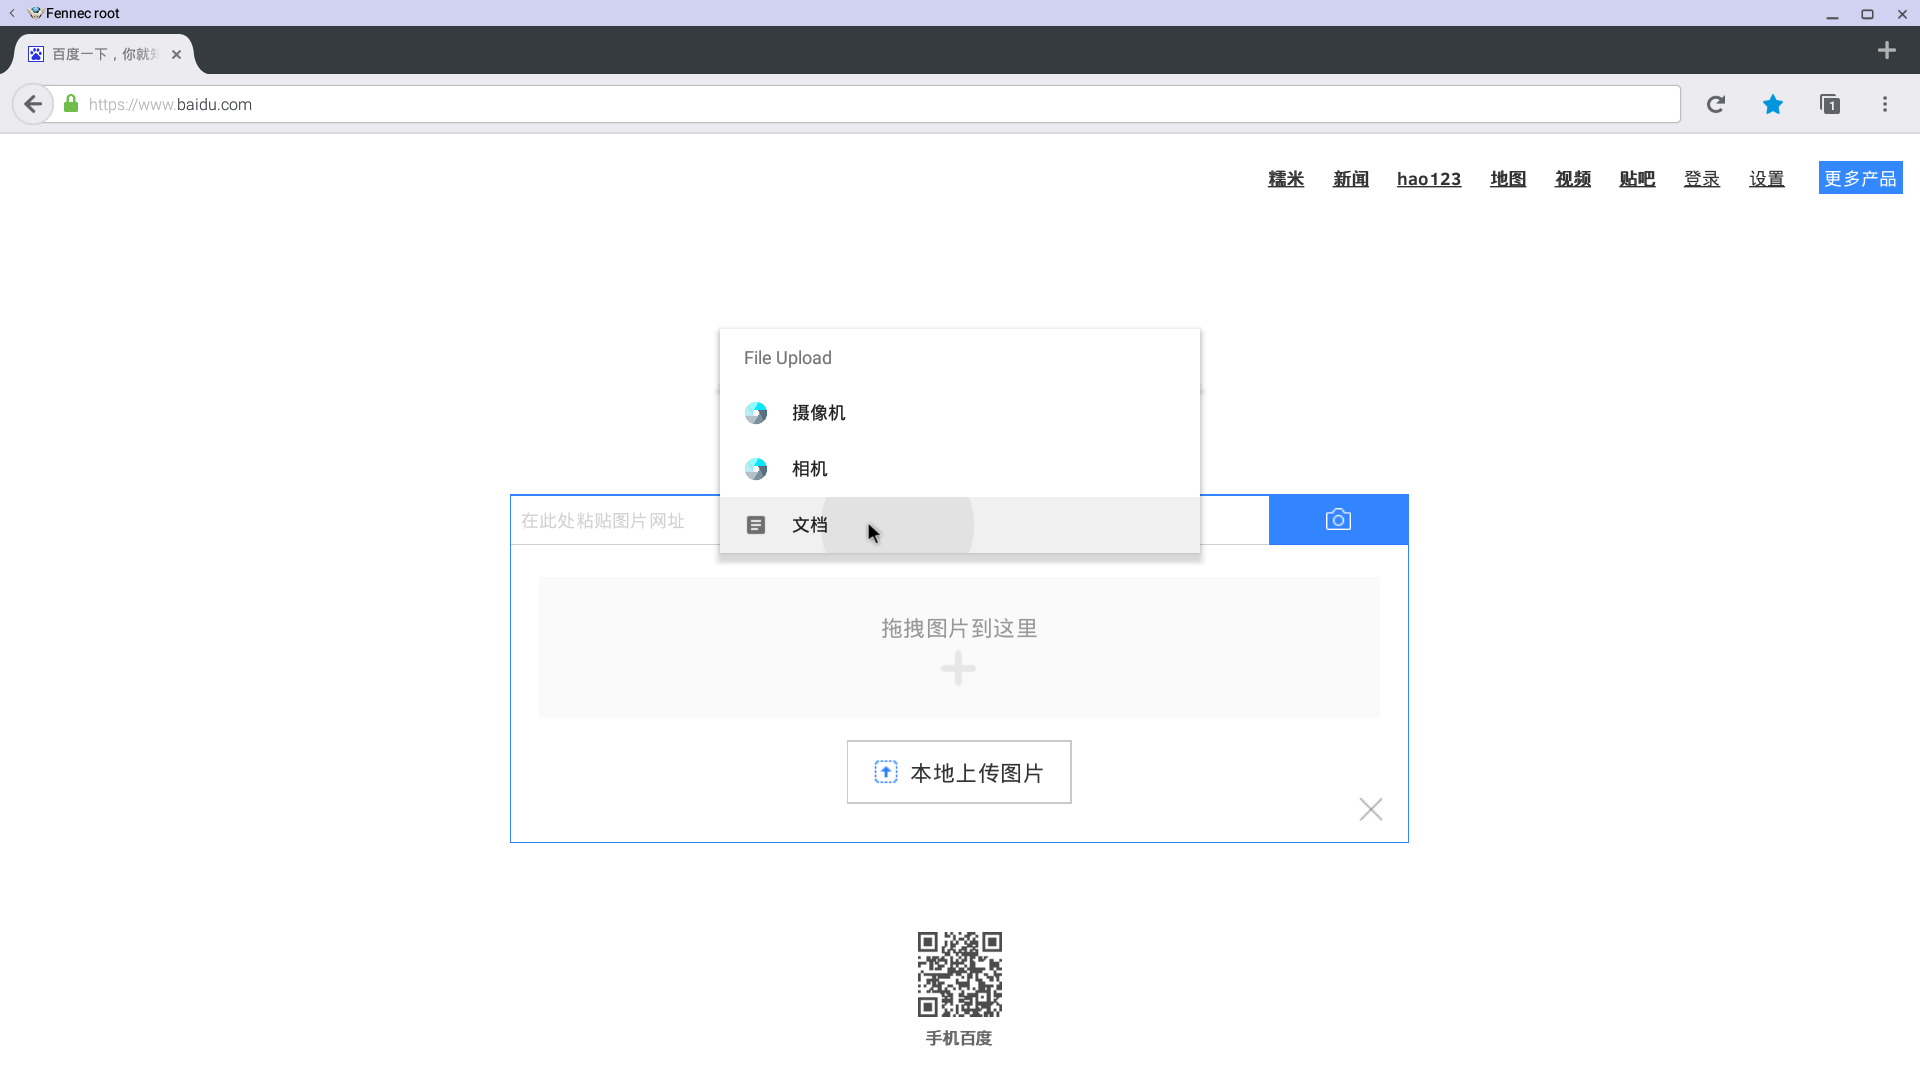 Fennec root
百度一下，你就知
https://www.baidu.com
1
糯米 新闻 hao123 地图 视频 贴吧 登录 设置 更多产品
File Upload
摄像机
相机
文档
在此处粘贴图片网址
拖拽图片到这里
本地上传图片
手机百度